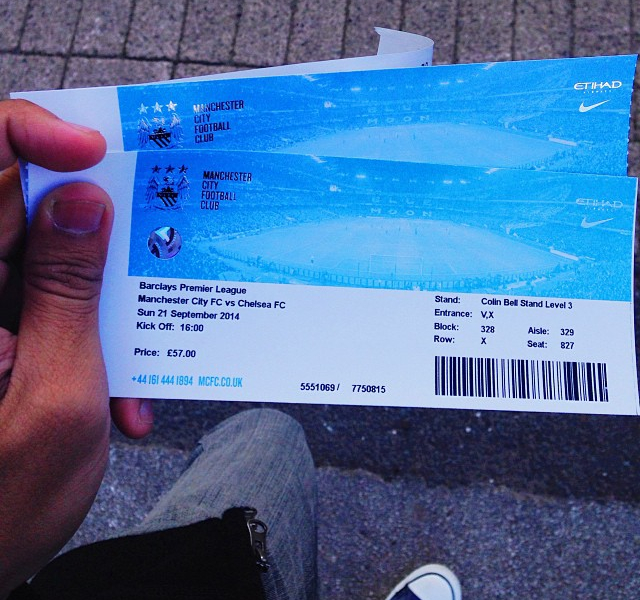 ETIHAD
MANCHESTER
CITY
FOOTBALL
CLUB
MANCHESTER
CITY
FOOTBALL
CLUB
ETIHAD
Barclays Premier League
Manchester City FC vs Chelsea FC
Sun 21 September 2014
Kick Off: 16:00
Price: £57.00
+44 161 444 1894 MCFC.CO.UK
5551069 / 7750815
Stand: Colin Bell Stand Level 3
Entrance: V,X
Block: 328 Aisle: 329
Row: X Seat: 827